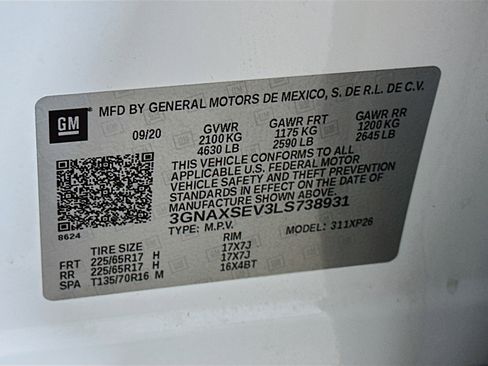 GM
MFD BY GENERAL MOTORS DE MEXICO, S. DE R.L. DE C.V.
09/20 GVWR GAWR FRT GAWR RR
2100 KG 1175 KG 1200 KG
4630 LB 2590 LB 2645 LB
THIS VEHICLE CONFORMS TO ALL
APPLICABLE U.S. FEDERAL MOTOR
VEHICLE SAFETY AND THEFT PREVENTION
STANDARDS IN EFFECT ON THE DATE OF
MANUFACTURE SHOWN ABOVE.
3GNAXSEV3LS738931
8624
TYPE: M.P.V. MODEL: 311XP26
TIRE SIZE RIM
FRT 225/65R17 H 17X7J
RR 225/65R17 H 17X7J
SPA T135/70R16 M 16X4BT